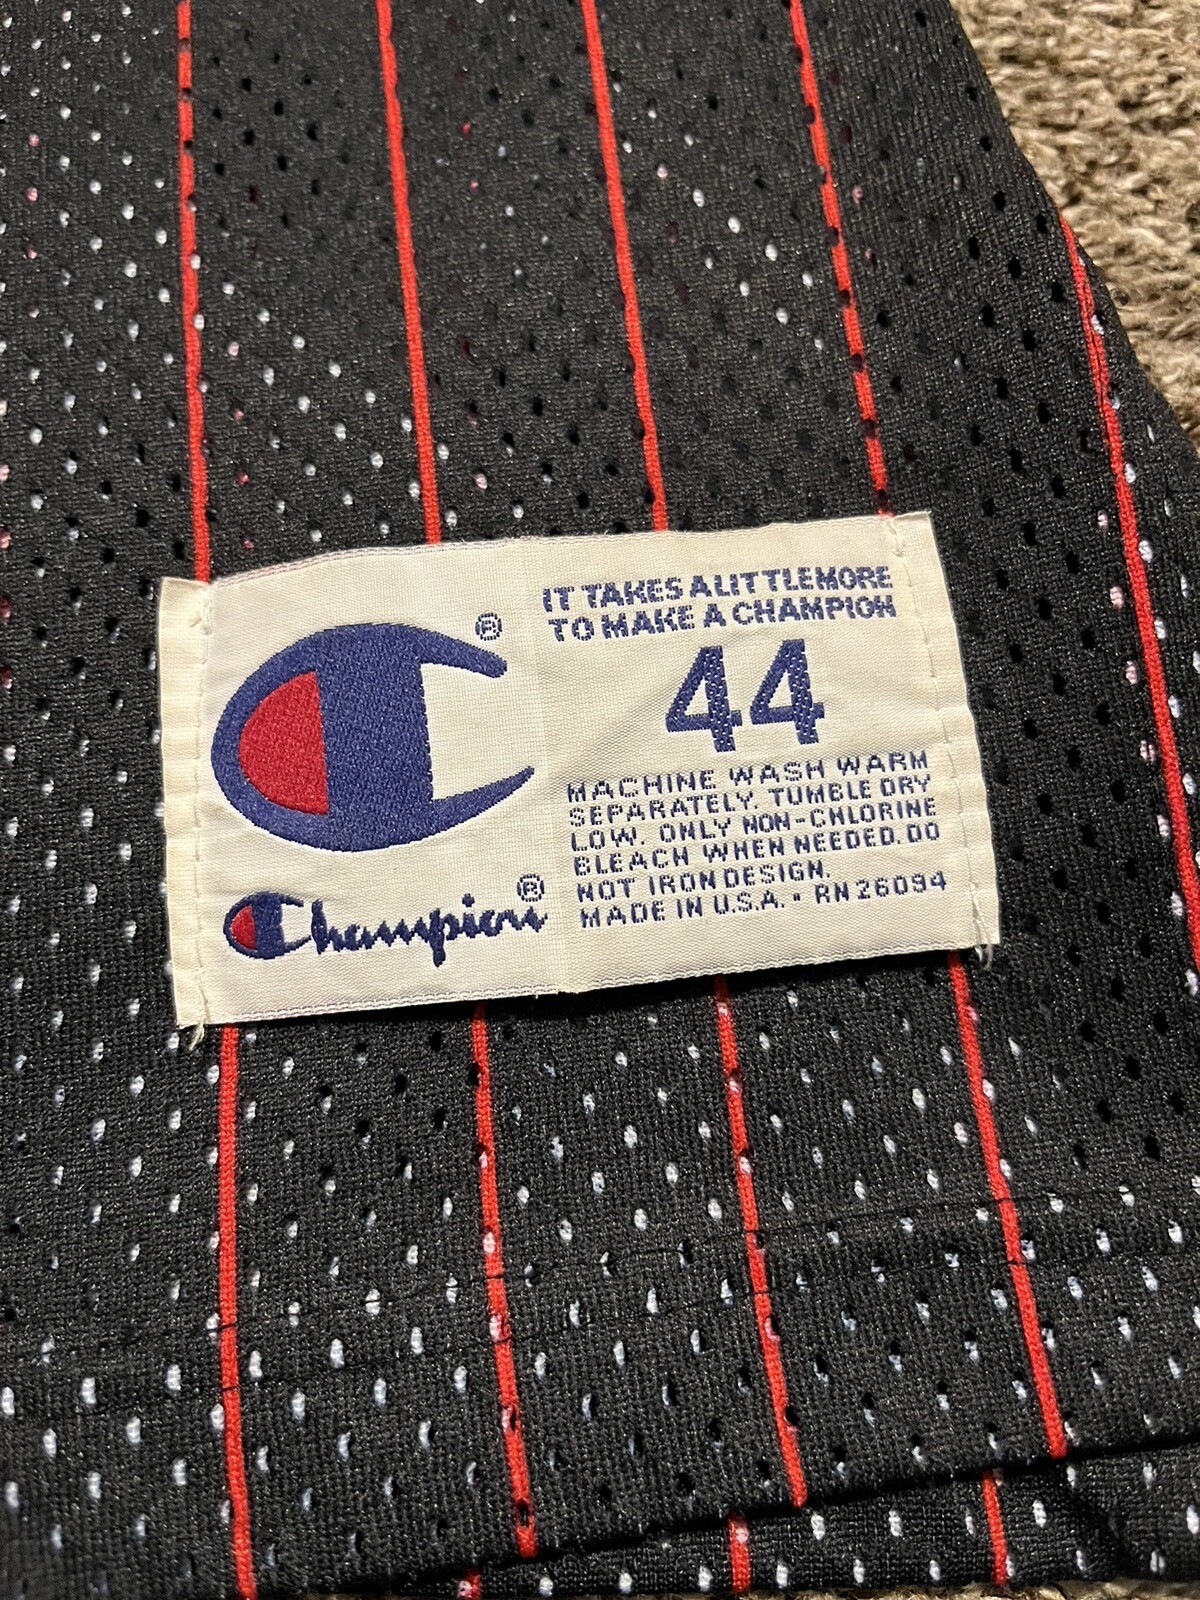 ®
IT TAKES A LITTLE MORE
TO MAKE A CHAMPION
44
MACHINE WASH WARM
SEPARATELY. TUMBLE DRY
LOW. ONLY NON-CHLORINE
BLEACH WHEN NEEDED. DO
NOT IRON DESIGN.
MADE IN U.S.A. • RN 26094
Champion®